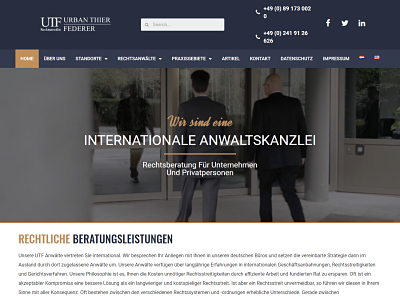 UTF URBAN THIER
FEDERER
Rechtsanwälte
Search
+49 (0) 89 173 002
0
+49 (0) 241 91 26
626
HOME ÜBER UNS STANDORTE RECHTSANWÄLTE PRAXISGEBIETE ARTIKEL KONTAKT DATENSCHUTZ IMPRESSUM
Wir sind eine
INTERNATIONALE ANWALTSKANZLEI
Rechtsberatung Für Unternehmen
Und Privatpersonen
RECHTLICHE BERATUNGSLEISTUNGEN
Unsere UTF Anwälte vertreten Sie international. Wir besprechen Ihr Anliegen mit Ihnen in unseren deutschen Büros und setzen die vereinbarte Strategie dann im
Ausland durch dort zugelassene Anwälte um. Unsere Anwälte verfügen über langjährige Erfahrungen in internationalen Geschäftsanbahnungen, Rechtsstreitigkeiten
und Gerichtsverfahren. Unsere Philosophie ist es, Ihnen die Kosten unnötiger Rechtsstreitigkeiten durch effiziente Arbeit und fundierten Rat zu ersparen. Oft ist ein
akzeptabler Kompromiss eine bessere Lösung als ein langwieriger und kostspieliger Rechtsstreit. Ist aber ein Rechtsstreit unvermeidbar, so führen wir diesen in Ihrem Sinne
mit aller Konsequenz. Oft bestehen zwischen den verschiedenen Rechtssystemen und -ordnungen erhebliche Unterschiede. Gerade zwischen